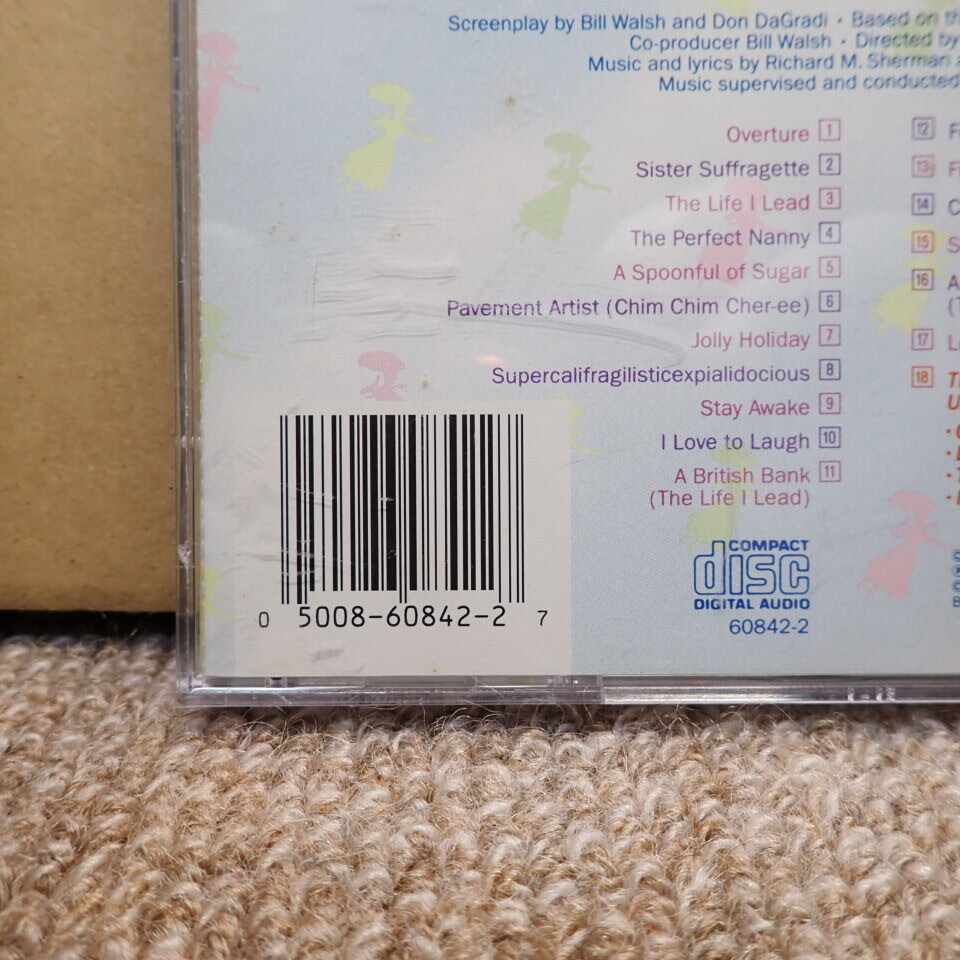 Screenplay by Bill Walsh and Don DaGradi • Based on
Co-producer Bill Walsh • Directed by
Music and lyrics by Richard M. Sherman
Music supervised and conducted
Overture 1
Sister Suffragette 2
The Life I Lead 3
The Perfect Nanny 4
A Spoonful of Sugar 5
Pavement Artist (Chim Chim Cher-ee) 6
Jolly Holiday 7
Supercalifragilisticexpialidocious 8
Stay Awake 9
I Love to Laugh 10
A British Bank 11
(The Life I Lead)
12
13
14
15
16
17
18
COMPACT
disc
DIGITAL AUDIO
60842-2
0 5008-60842-2 7